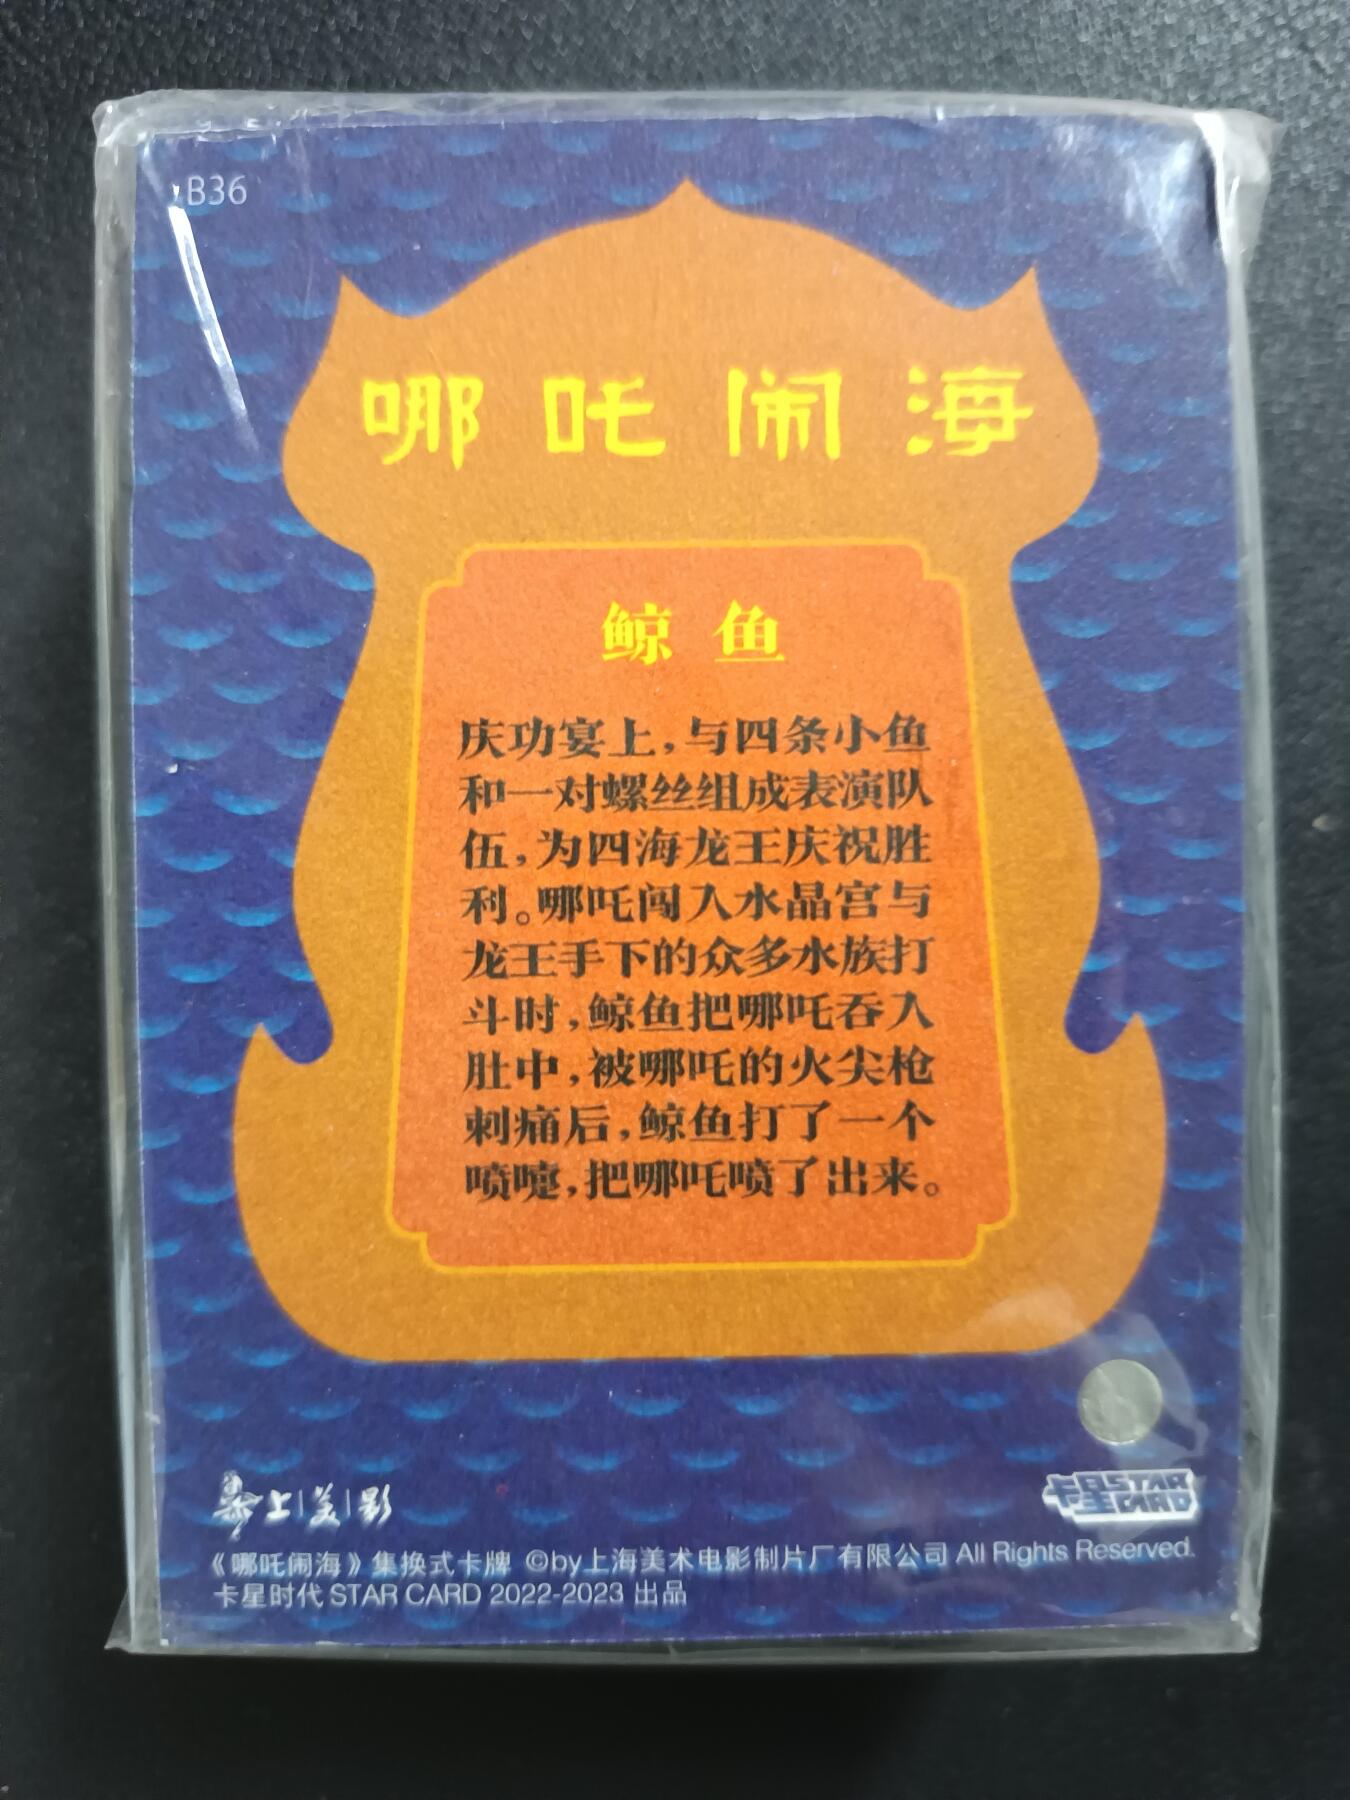 B36
哪吒闹海
鲸鱼
庆功宴上，与四条小鱼
和一对螺丝组成表演队
伍，为四海龙王庆祝胜
利。哪吒闯入水晶宫与
龙王手下的众多水族打
斗时，鲸鱼把哪吒吞入
肚中，被哪吒的火尖枪
刺痛后，鲸鱼打了一个
喷嚏，把哪吒喷了出来。
上美影
卡星 STAR CARD
《哪吒闹海》集换式卡牌 ©by上海美术电影制片厂有限公司 All Rights Reserved.
卡星时代 STAR CARD 2022-2023 出品